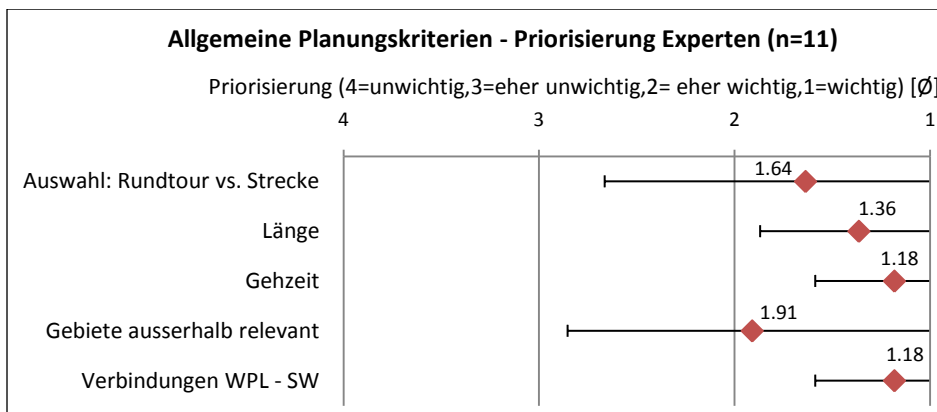 Allgemeine Planungskriterien - Priorisierung Experten (n=11)
Priorisierung (4=unwichtig,3=eher unwichtig,2= eher wichtig,1=wichtig) [Ø]
4 3 2 1
Auswahl: Rundtour vs. Strecke 1.64
Länge 1.36
Gehzeit 1.18
Gebiete ausserhalb relevant 1.91
Verbindungen WPL - SW 1.18